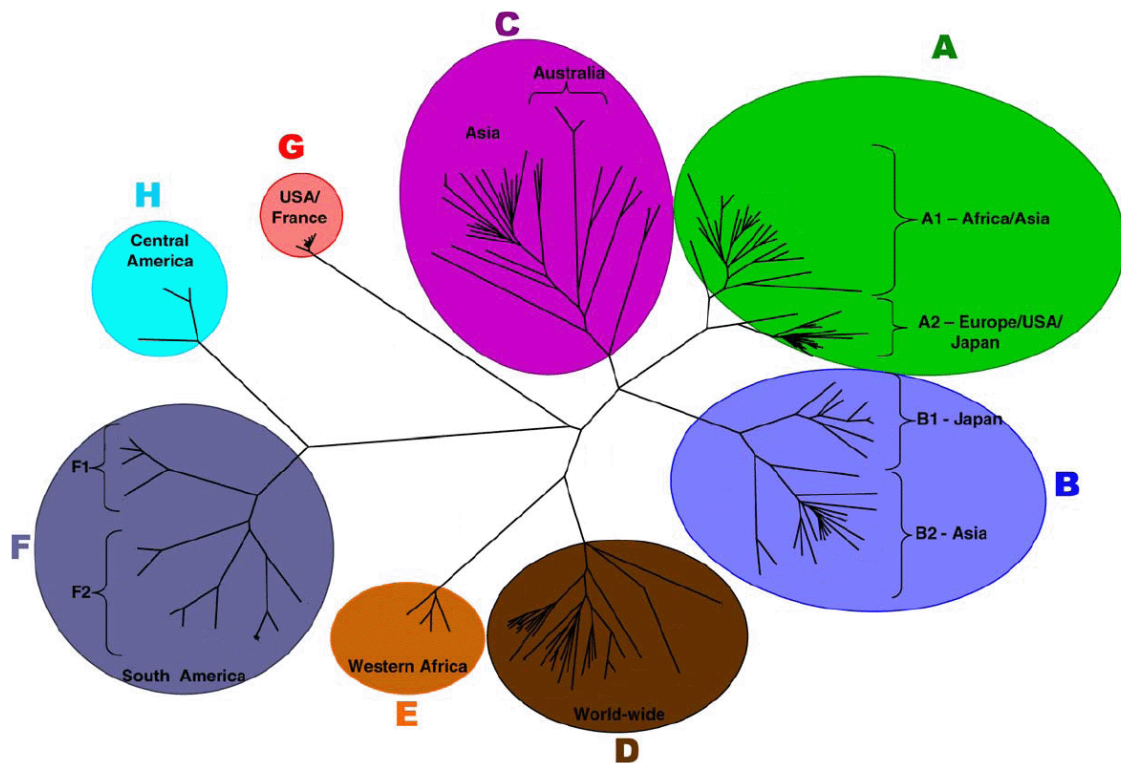 C
Australia
Asia
A
A1 – Africa/Asia
A2 – Europe/USA/
Japan
G
USA/
France
H
Central
America
B1 - Japan
B
B2 - Asia
F1
F
F2
South America
Western Africa
E
World-wide
D